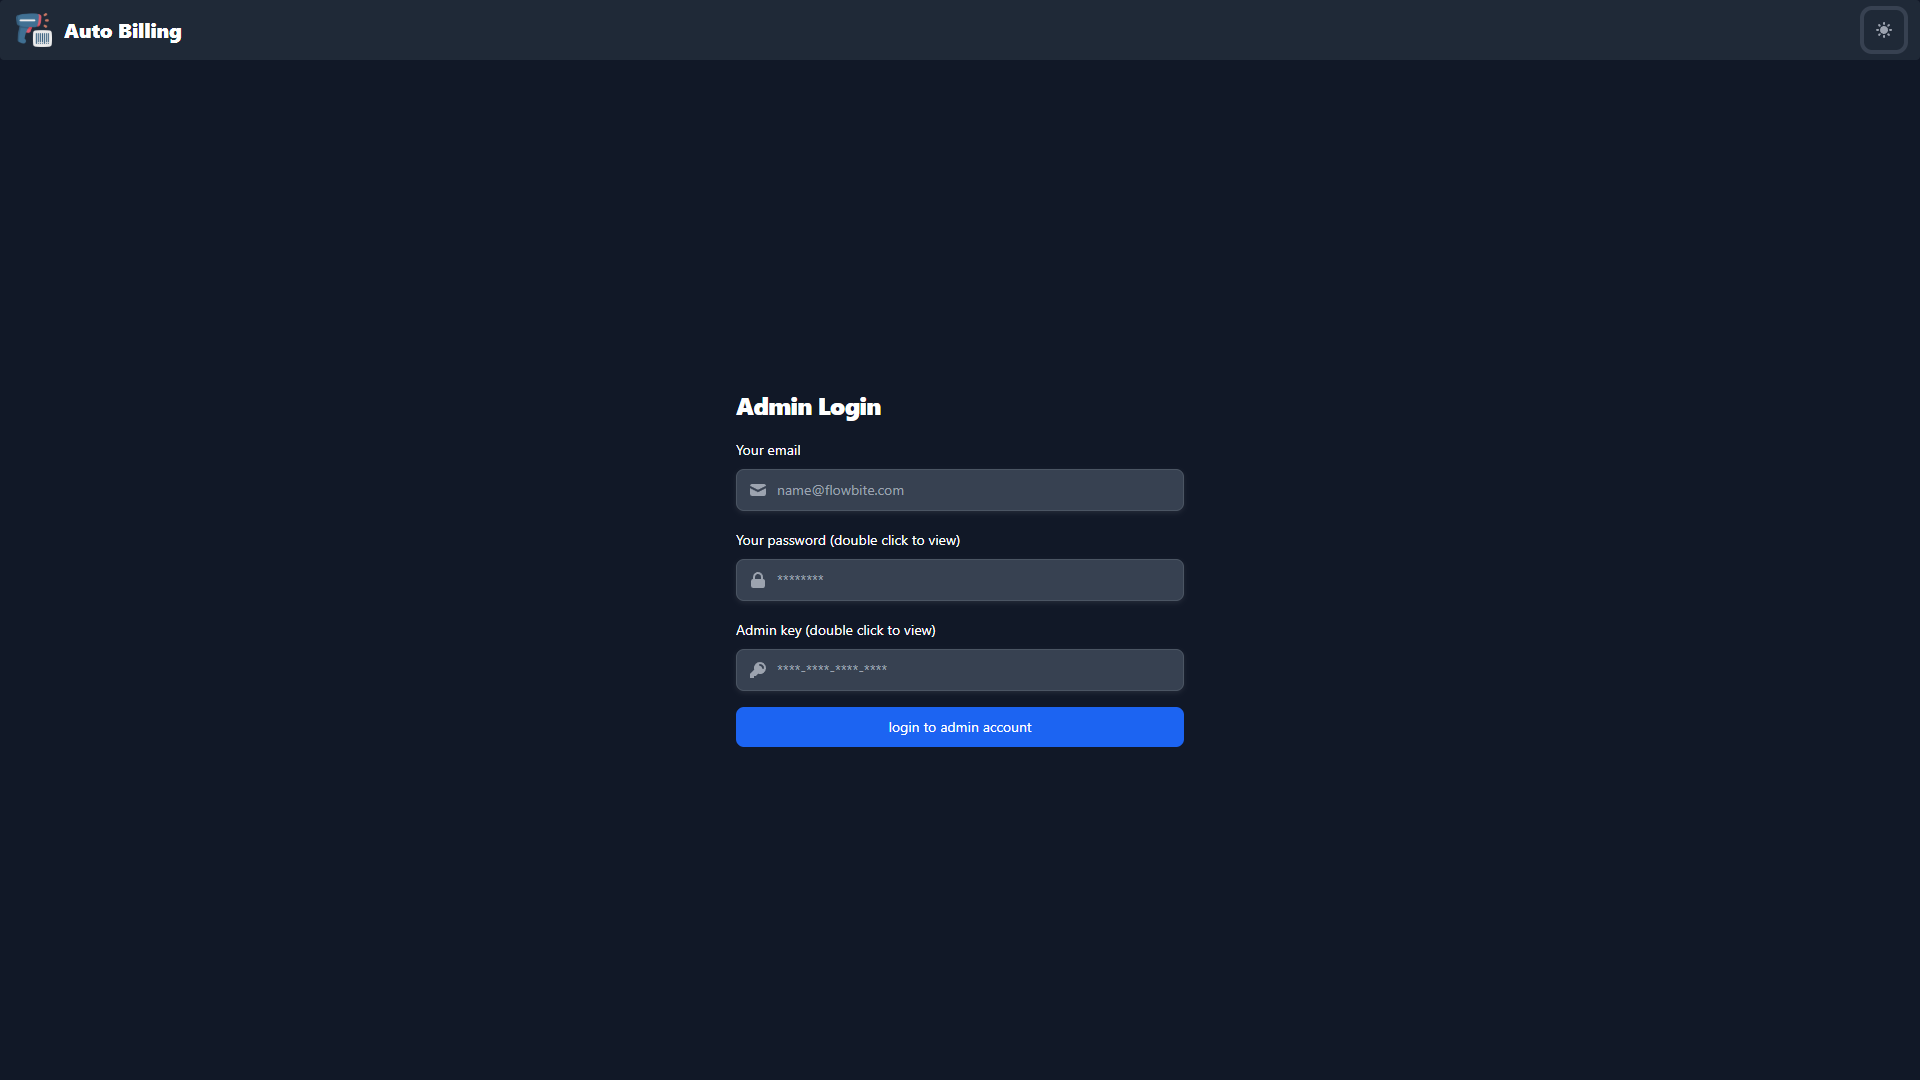 Auto Billing
Admin Login
Your email
name@flowbite.com
Your password (double click to view)
********
Admin key (double click to view)
****-****-****-****
login to admin account